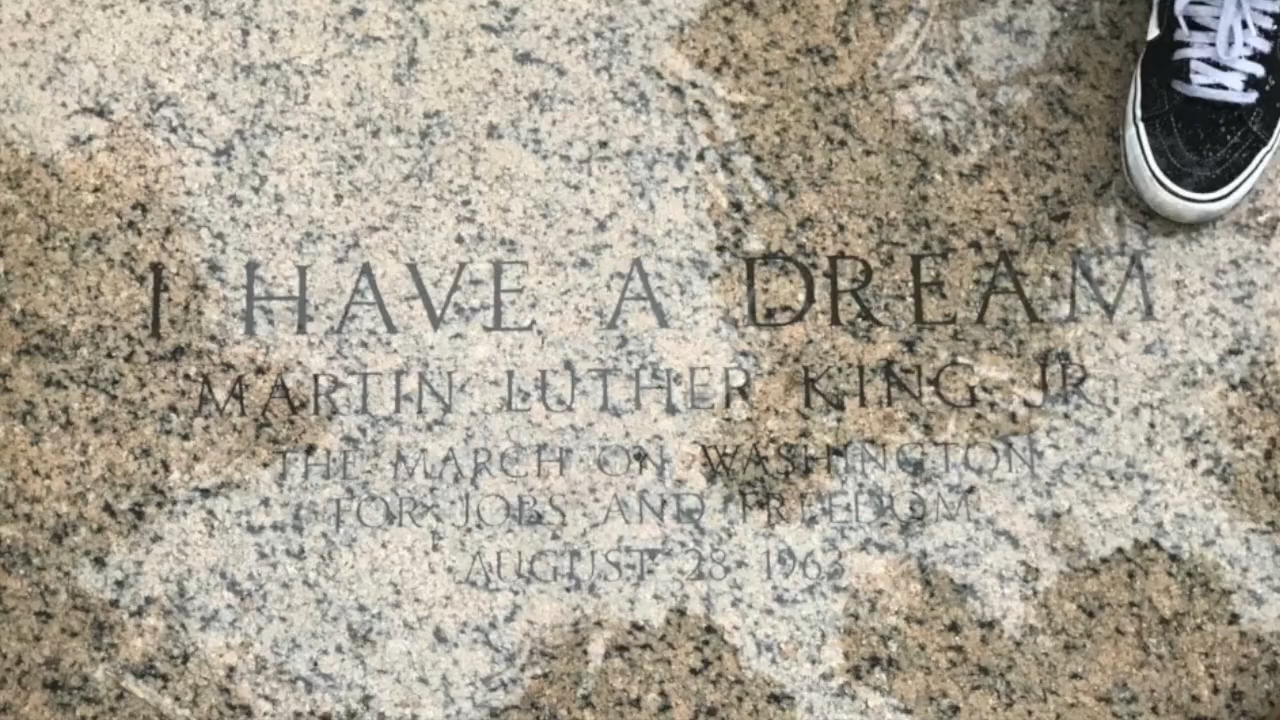 I HAVE A DREAM
MARTIN LUTHER KING JR
THE MARCH ON WASHINGTON
FOR JOBS AND FREEDOM
AUGUST 28 1963